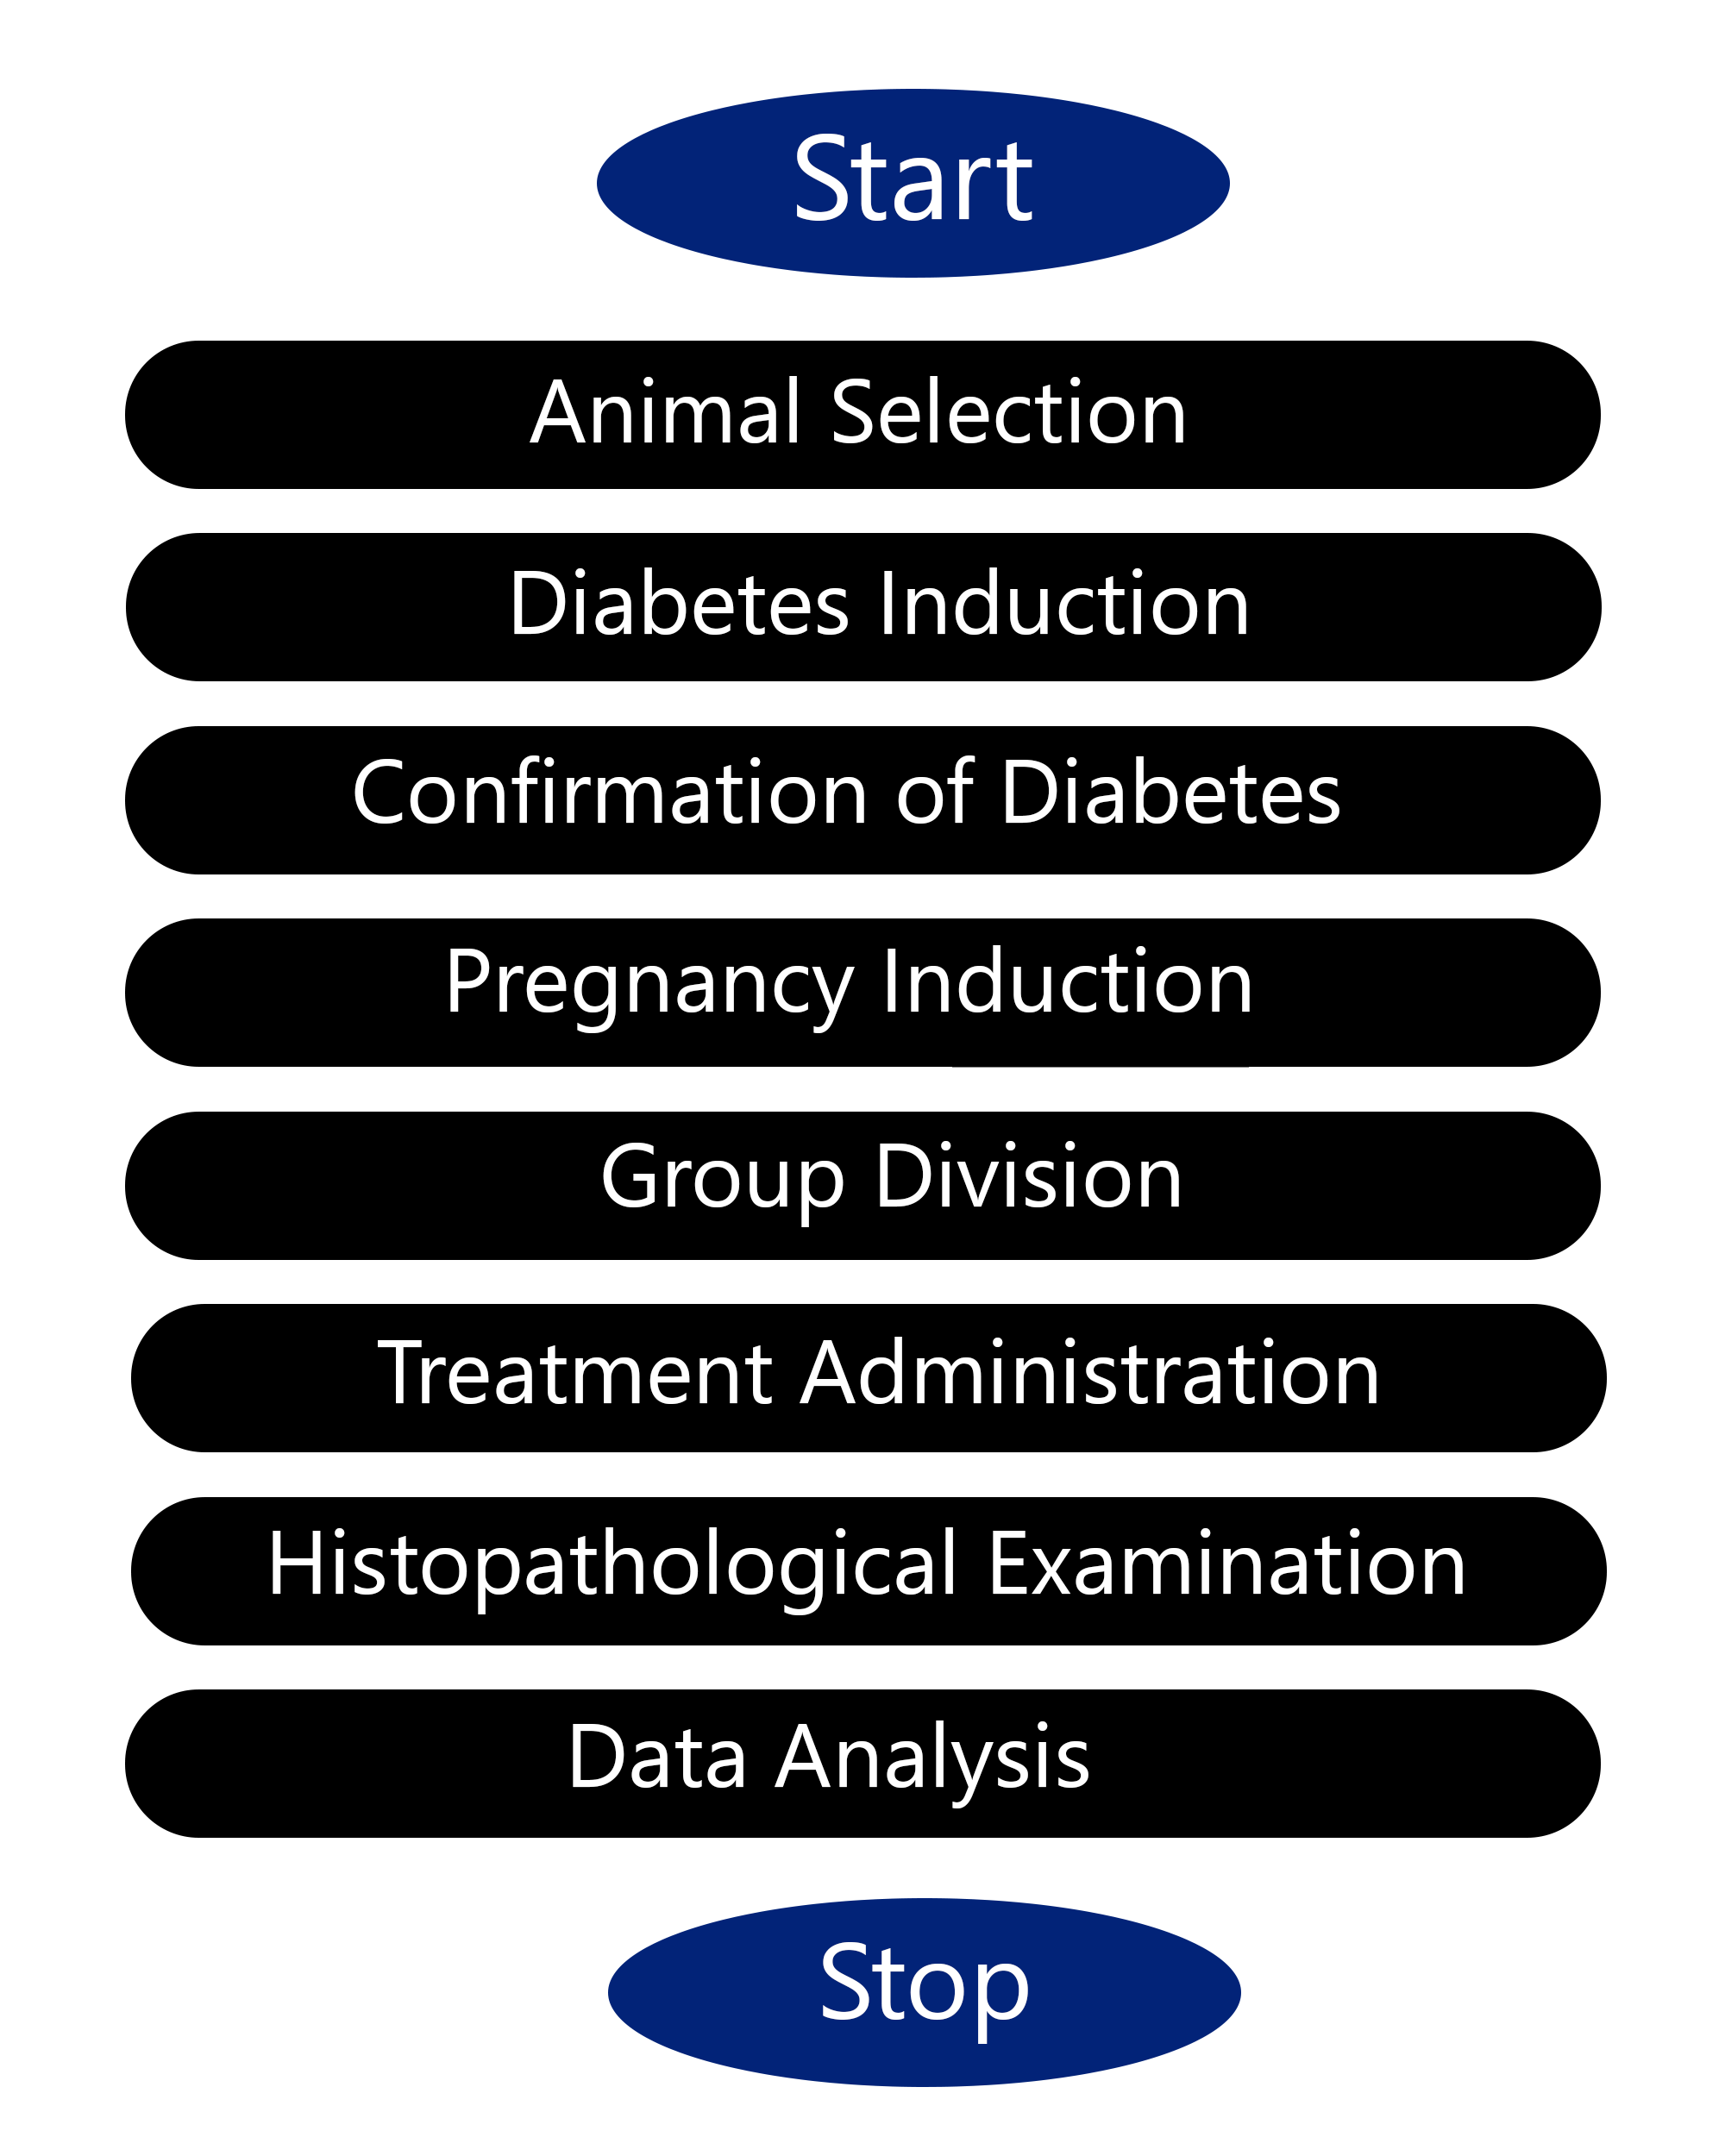 Start
Animal Selection
Diabetes Induction
Confirmation of Diabetes
Pregnancy Induction
Group Division
Treatment Administration
Histopathological Examination
Data Analysis
Stop